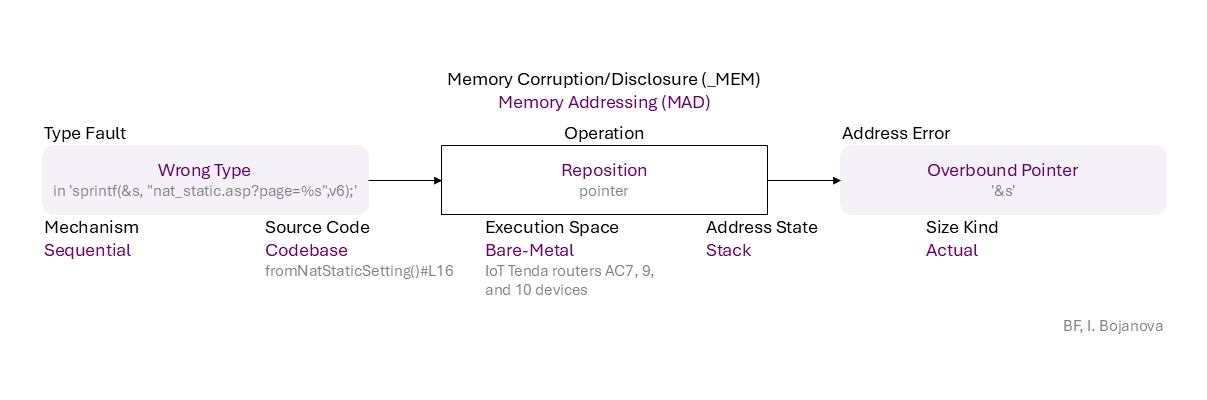 Memory Corruption/Disclosure (_MEM)
Memory Addressing (MAD)
Type Fault
Operation
Address Error
Wrong Type
in 'sprintf(&s, "nat_static.asp?page=%s",v6);'
Reposition
pointer
Overbound Pointer
'&s'
Mechanism
Sequential
Source Code
Codebase
fromNatStaticSetting()#L16
Execution Space
Bare-Metal
IoT Tenda routers AC7, 9,
and 10 devices
Address State
Stack
Size Kind
Actual
BF, I. Bojanova